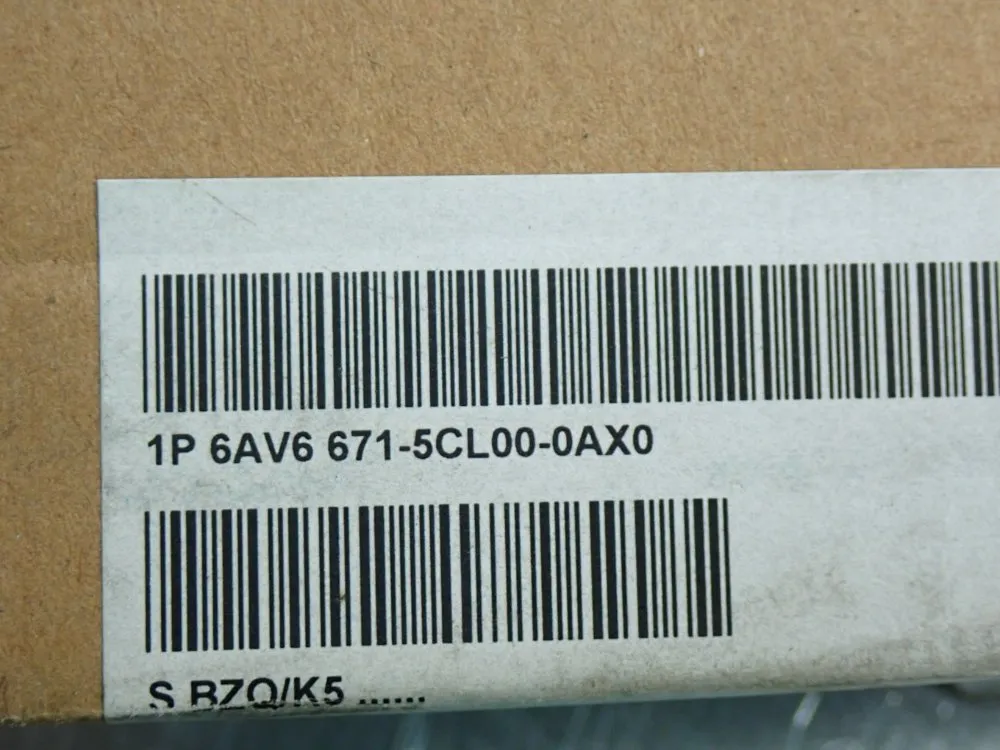 1P 6AV6 671-5CL00-0AX0
S BZQ/K5 ......